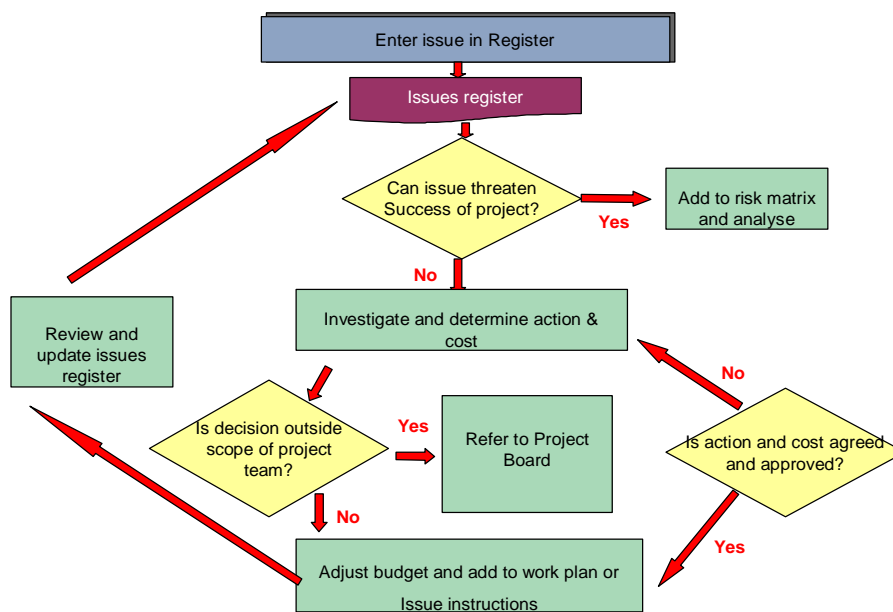 Enter issue in Register
Issues register
Can issue threaten
Success of project?
Yes
Add to risk matrix
and analyse
No
Investigate and determine action &
cost
Review and
update issues
register
No
Is decision outside
scope of project
team?
Yes
Refer to Project
Board
Is action and cost agreed
and approved?
No
Yes
Adjust budget and add to work plan or
Issue instructions